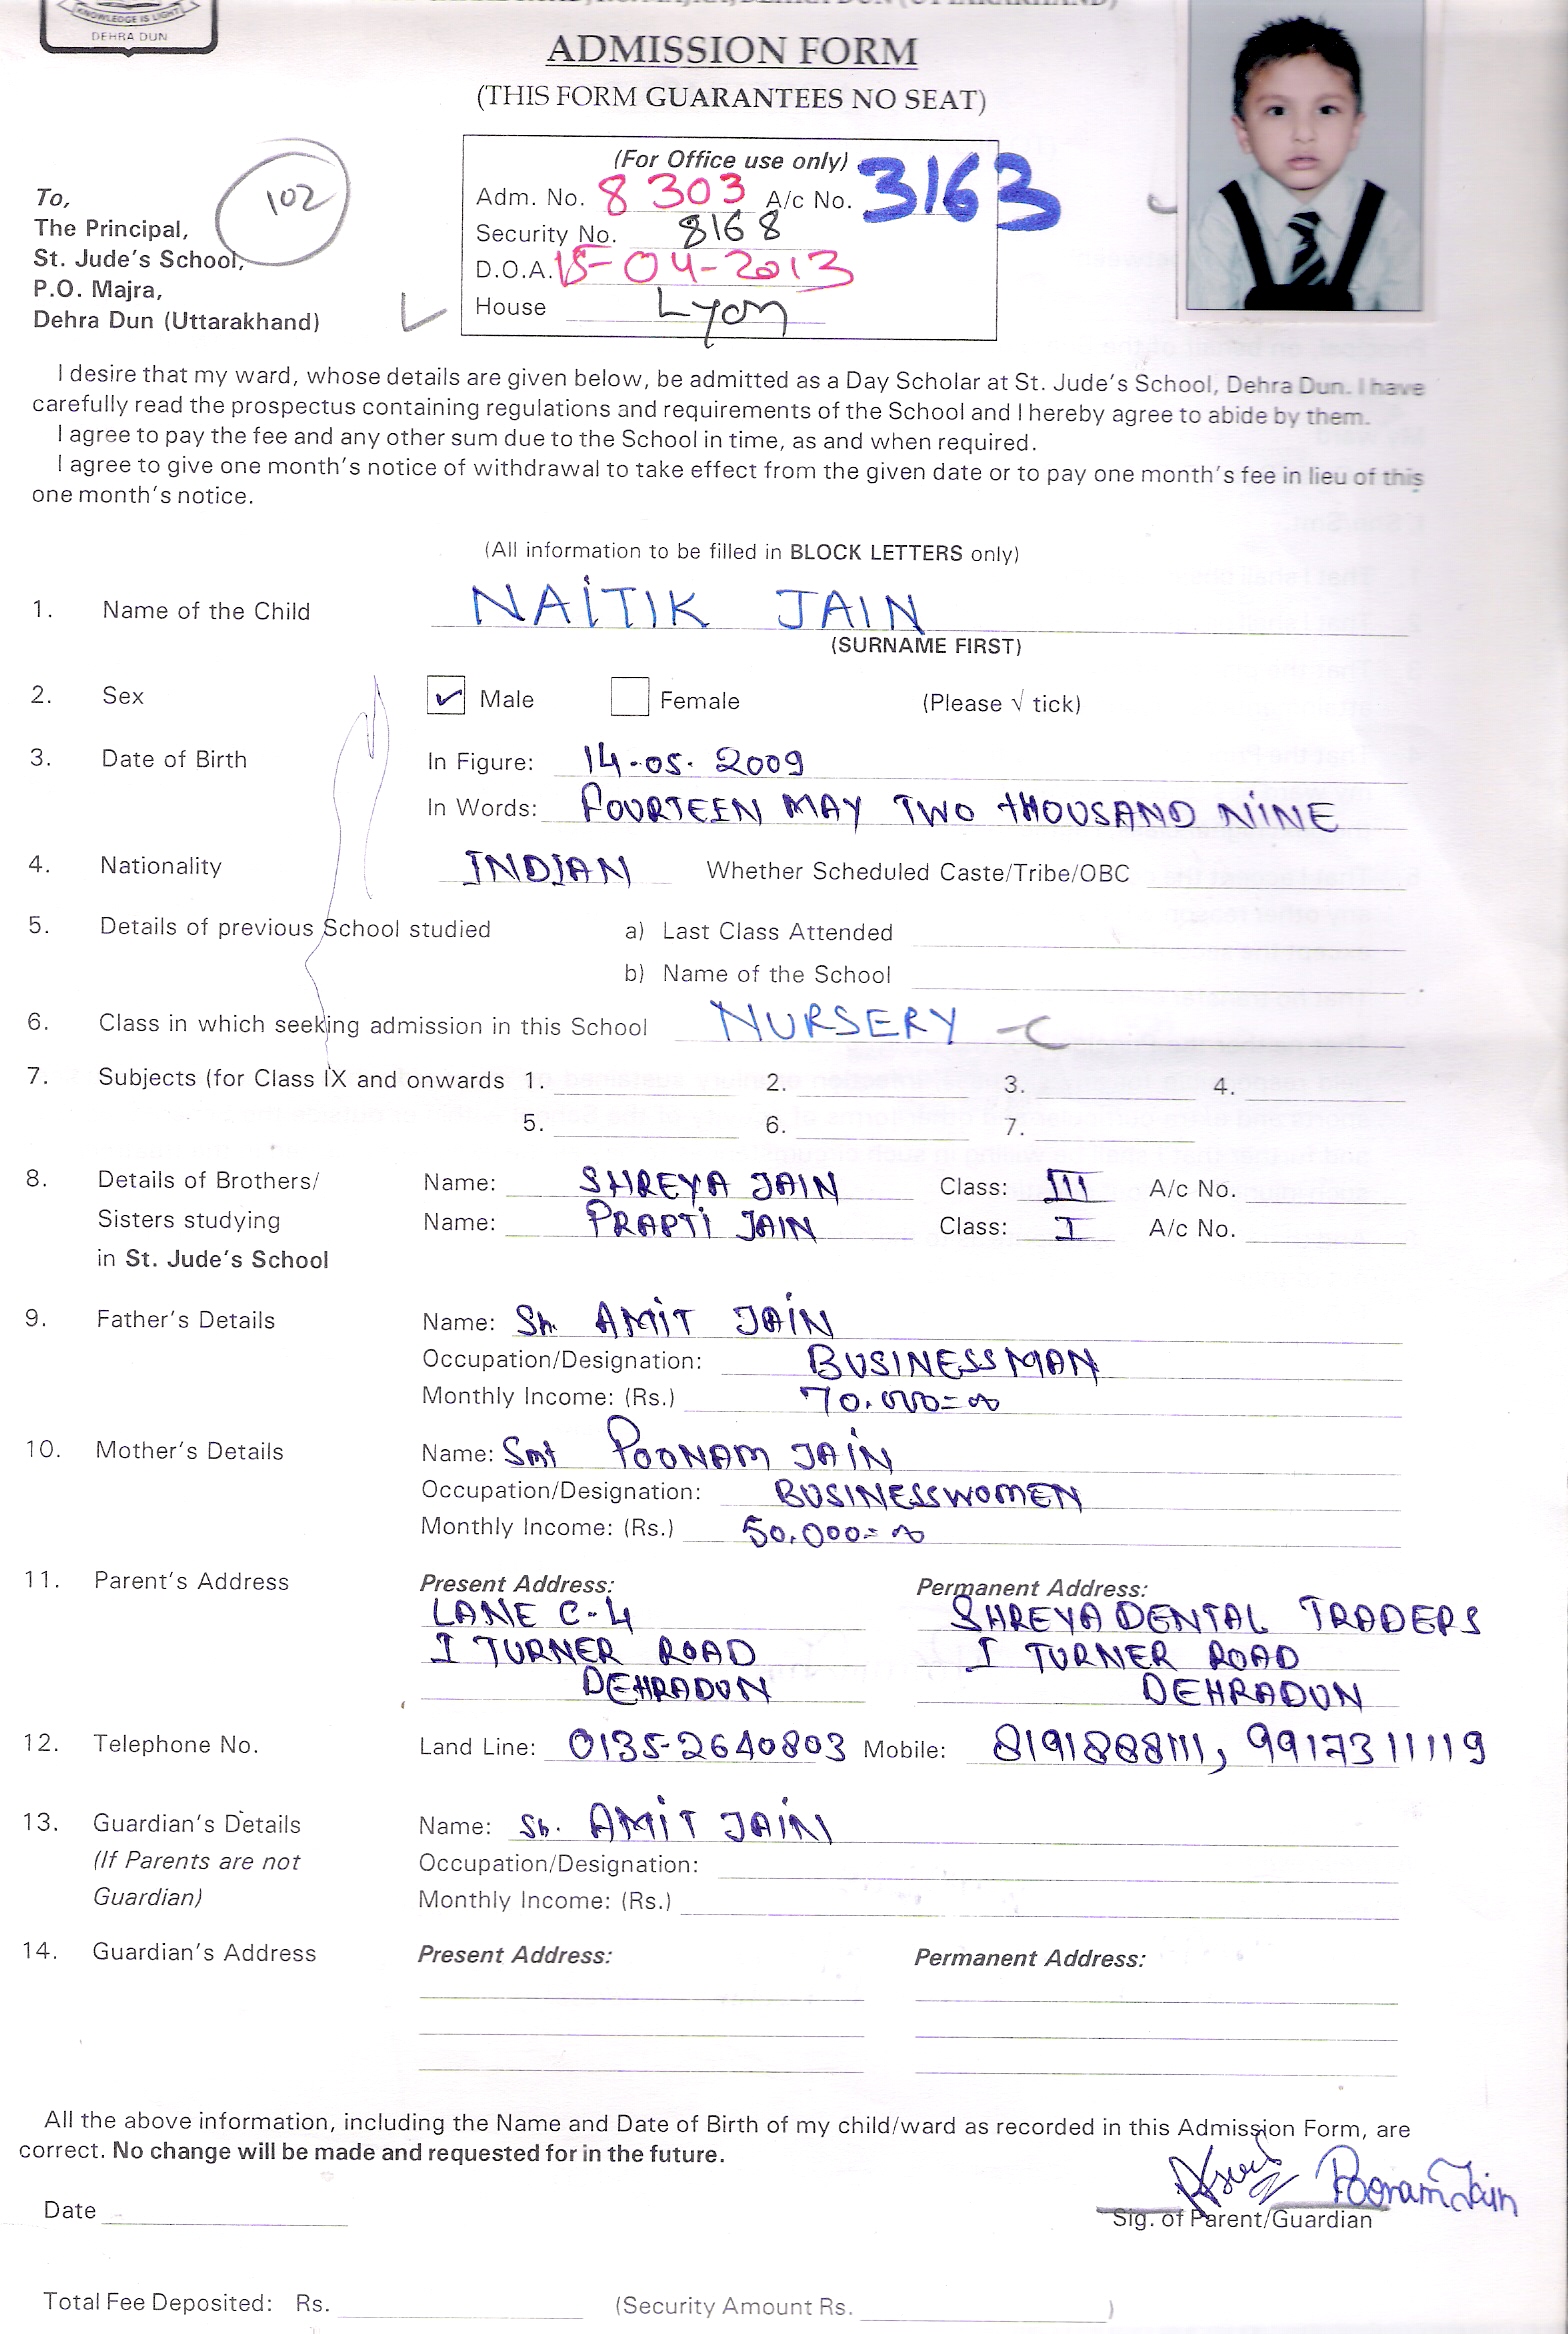 KNOWLEDGE IS LIGHT
DEHRA DUN
ADMISSION FORM
(THIS FORM GUARANTEES NO SEAT)
102
(For Office use only)
Adm. No. 8303 A/c No. 3163
Security No. 8168
D.O.A. 15-04-2013
House Lyon
To,
The Principal,
St. Jude's School,
P.O. Majra,
Dehra Dun (Uttarakhand)
I desire that my ward, whose details are given below, be admitted as a Day Scholar at St. Jude's School, Dehra Dun. I have
carefully read the prospectus containing regulations and requirements of the School and I hereby agree to abide by them.
I agree to pay the fee and any other sum due to the School in time, as and when required.
I agree to give one month's notice of withdrawal to take effect from the given date or to pay one month's fee in lieu of this
one month's notice.
(All information to be filled in BLOCK LETTERS only)
1. Name of the Child NAITIK JAIN
(SURNAME FIRST)
2. Sex ✓ Male Female (Please √ tick)
3. Date of Birth In Figure: 14-05-2009
In Words: FOURTEEN MAY TWO THOUSAND NINE
4. Nationality INDIAN Whether Scheduled Caste/Tribe/OBC
5. Details of previous School studied a) Last Class Attended
b) Name of the School
6. Class in which seeking admission in this School NURSERY - C
7. Subjects (for Class IX and onwards 1. 2. 3. 4.
5. 6. 7.
8. Details of Brothers/ Name: SHREYA JAIN Class: III A/c No.
Sisters studying Name: PRAPTI JAIN Class: I A/c No.
in St. Jude's School
9. Father's Details Name: Sh. AMIT JAIN
Occupation/Designation: BUSINESSMAN
Monthly Income: (Rs.) 70.000=00
10. Mother's Details Name: Smt POONAM JAIN
Occupation/Designation: BUSINESSWOMEN
Monthly Income: (Rs.) 50.000=00
11. Parent's Address Present Address: Permanent Address:
LANE C-4 SHREYA DENTAL TRADERS
I TURNER ROAD I TURNER ROAD
DEHRADUN DEHRADUN
12. Telephone No. Land Line: 0135-2640803 Mobile: 8191888111, 9917311119
13. Guardian's Details Name: Sh. AMIT JAIN
(If Parents are not Occupation/Designation:
Guardian) Monthly Income: (Rs.)
14. Guardian's Address Present Address: Permanent Address:
All the above information, including the Name and Date of Birth of my child/ward as recorded in this Admission Form, are
correct. No change will be made and requested for in the future.
Poonam Jain
Date Sig. of Parent/Guardian
Total Fee Deposited: Rs. (Security Amount Rs. )